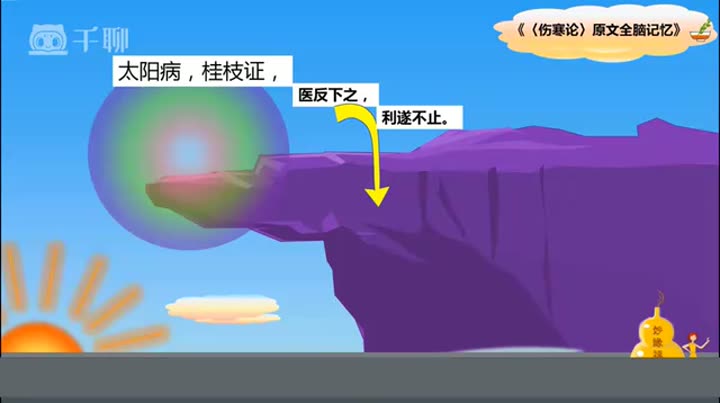 千聊
《〈伤寒论〉原文全脑记忆》
太阳病，桂枝证，
医反下之，
利遂不止。